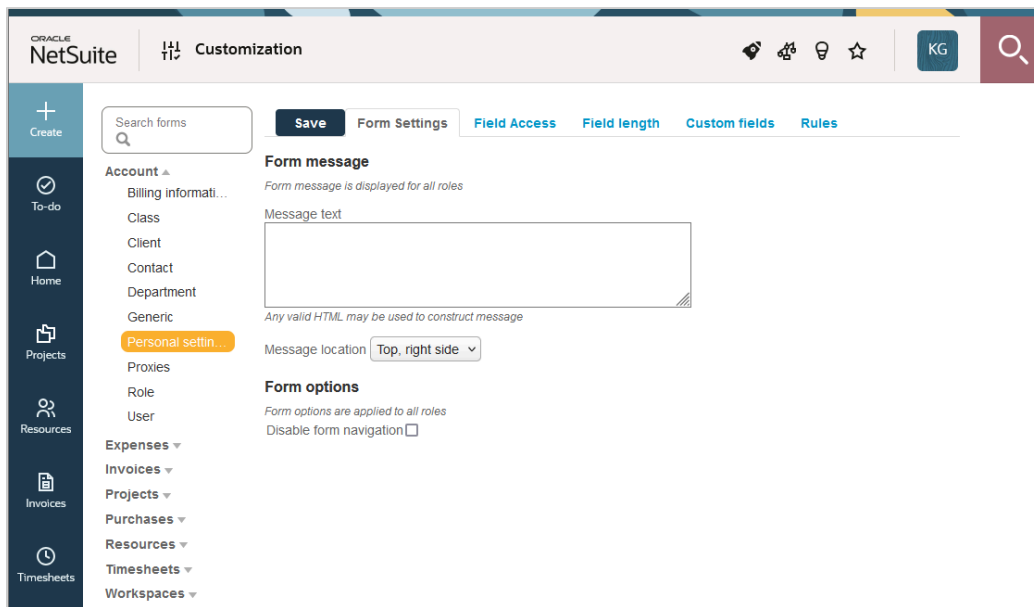 ORACLE
NetSuite
Customization
KG
Create
To-do
Home
Projects
Resources
Invoices
Timesheets
Search forms
Account
Billing informati...
Class
Client
Contact
Department
Generic
Personal settin...
Proxies
Role
User
Expenses
Invoices
Projects
Purchases
Resources
Timesheets
Workspaces
Save Form Settings Field Access Field length Custom fields Rules
Form message
Form message is displayed for all roles
Message text
Any valid HTML may be used to construct message
Message location Top, right side
Form options
Form options are applied to all roles
Disable form navigation